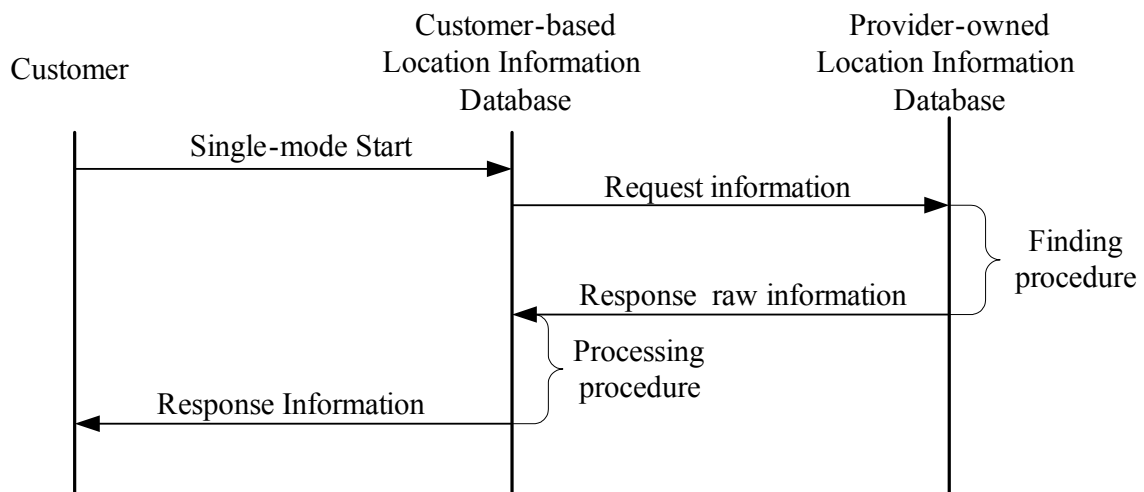 Customer
Customer-based
Location Information
Database
Provider-owned
Location Information
Database
Single-mode Start
Request information
Finding
procedure
Response raw information
Processing
procedure
Response Information